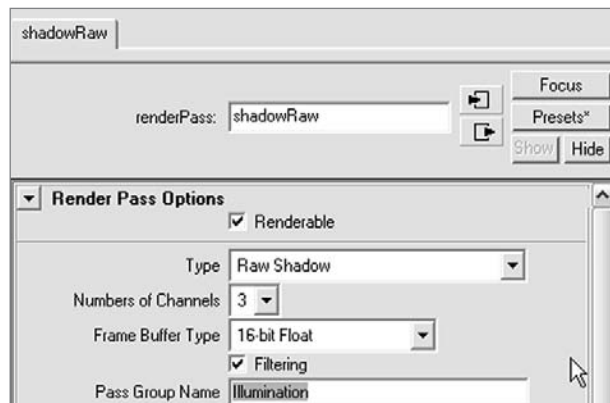 shadowRaw
Focus
renderPass: shadowRaw
Presets*
Show Hide
Render Pass Options
Renderable
Type Raw Shadow
Numbers of Channels 3
Frame Buffer Type 16-bit Float
Filtering
Pass Group Name Illumination